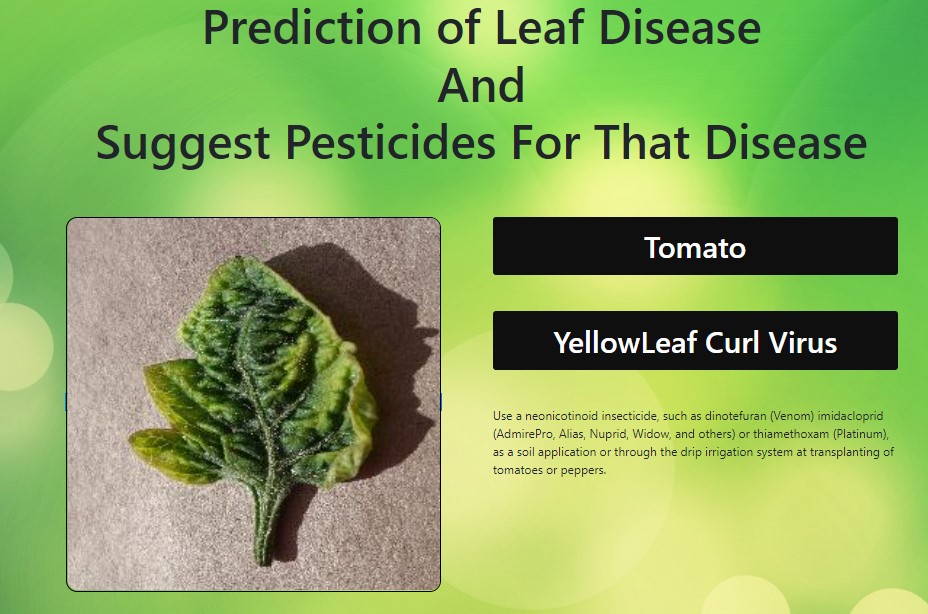 Prediction of Leaf Disease
And
Suggest Pesticides For That Disease
Tomato
YellowLeaf Curl Virus
Use a neonicotinoid insecticide, such as dinotefuran (Venom) imidacloprid
(AdmirePro, Alias, Nuprid, Widow, and others) or thiamethoxam (Platinum),
as a soil application or through the drip irrigation system at transplanting of
tomatoes or peppers.